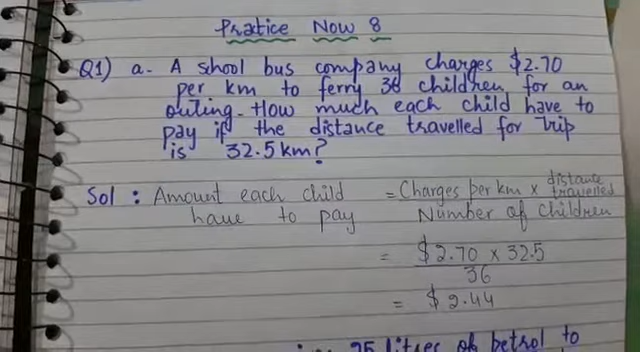 Pratice Now 8
Q1) a- A school bus company charges $2.70
per km to ferry 36 children for an
outing. How much each child have to
pay if the distance travelled for trip
is 32.5km?
Sol : Amount each child have to pay = Charges per km x distance travelled
Number of Children
= $2.70 x 32.5
36
= $2.44
25 litres of petrol to